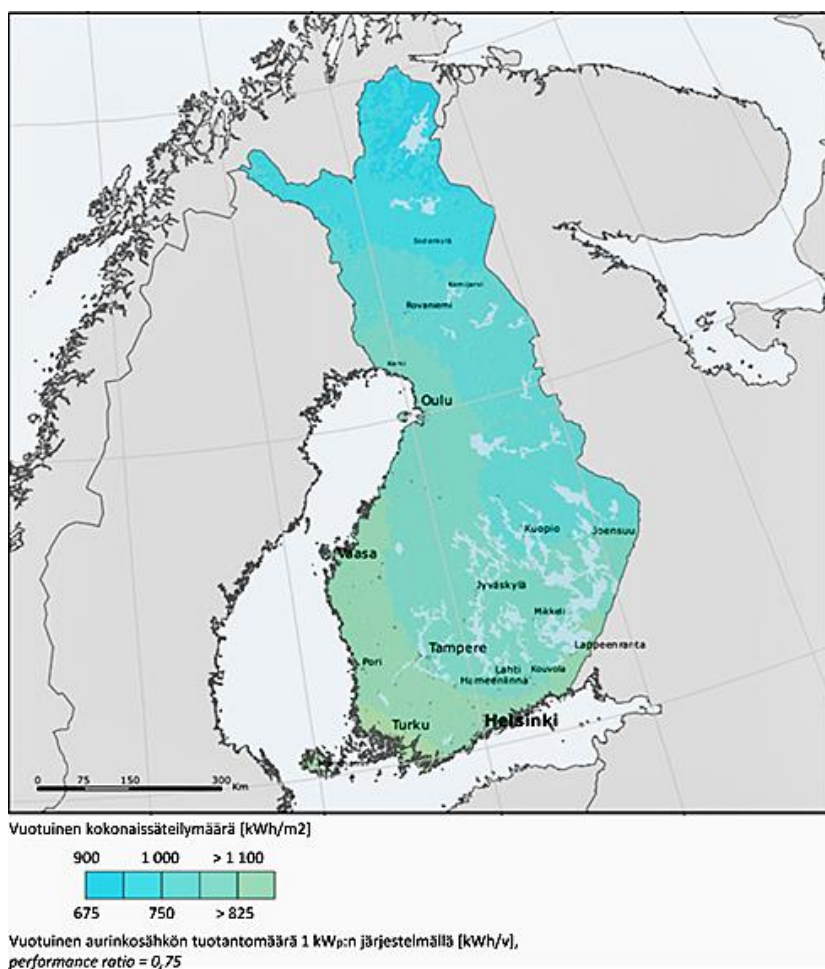 Sodankylä
Kemijärvi
Rovaniemi
Kemi
Oulu
Kuopio
Joensuu
Vaasa
Jyväskylä
Mikkeli
Tampere
Lappeenranta
Pori
Lahti
Kouvola
Hämeenlinna
Helsinki
Turku
0 75 150 300 Km
Vuotuinen kokonaissäteilymäärä [kWh/m2]
900 1 000 > 1 100
675 750 > 825
Vuotuinen aurinkosähkön tuotantomäärä 1 kWp:n järjestelmällä [kWh/v],
performance ratio = 0,75